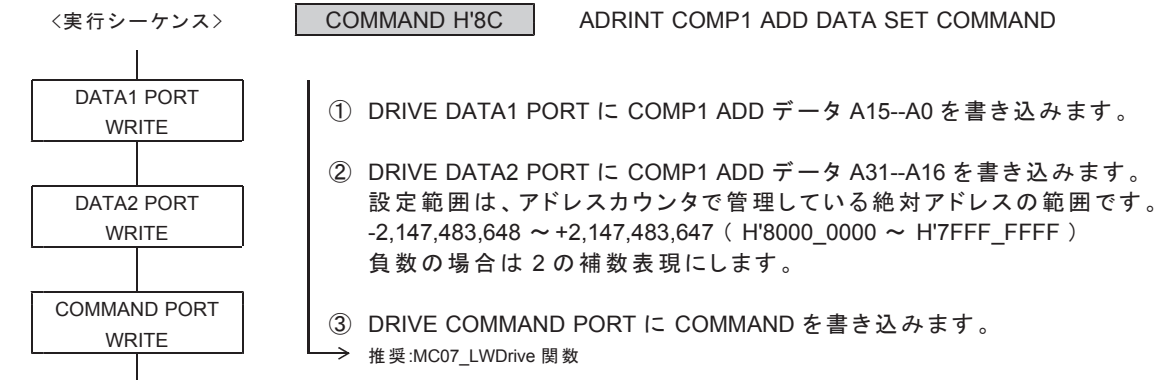 <実行シーケンス>
COMMAND H'8C
ADRINT COMP1 ADD DATA SET COMMAND
DATA1 PORT
WRITE
① DRIVE DATA1 PORT に COMP1 ADD データ A15--A0 を書き込みます。
DATA2 PORT
WRITE
② DRIVE DATA2 PORT に COMP1 ADD データ A31--A16 を書き込みます。
設定範囲は、アドレスカウンタで管理している絶対アドレスの範囲です。
-2,147,483,648 ～ +2,147,483,647 ( H'8000_0000 ～ H'7FFF_FFFF )
負数の場合は 2 の補数表現にします。
COMMAND PORT
WRITE
③ DRIVE COMMAND PORT に COMMAND を書き込みます。
推奨:MC07_LWDrive 関数